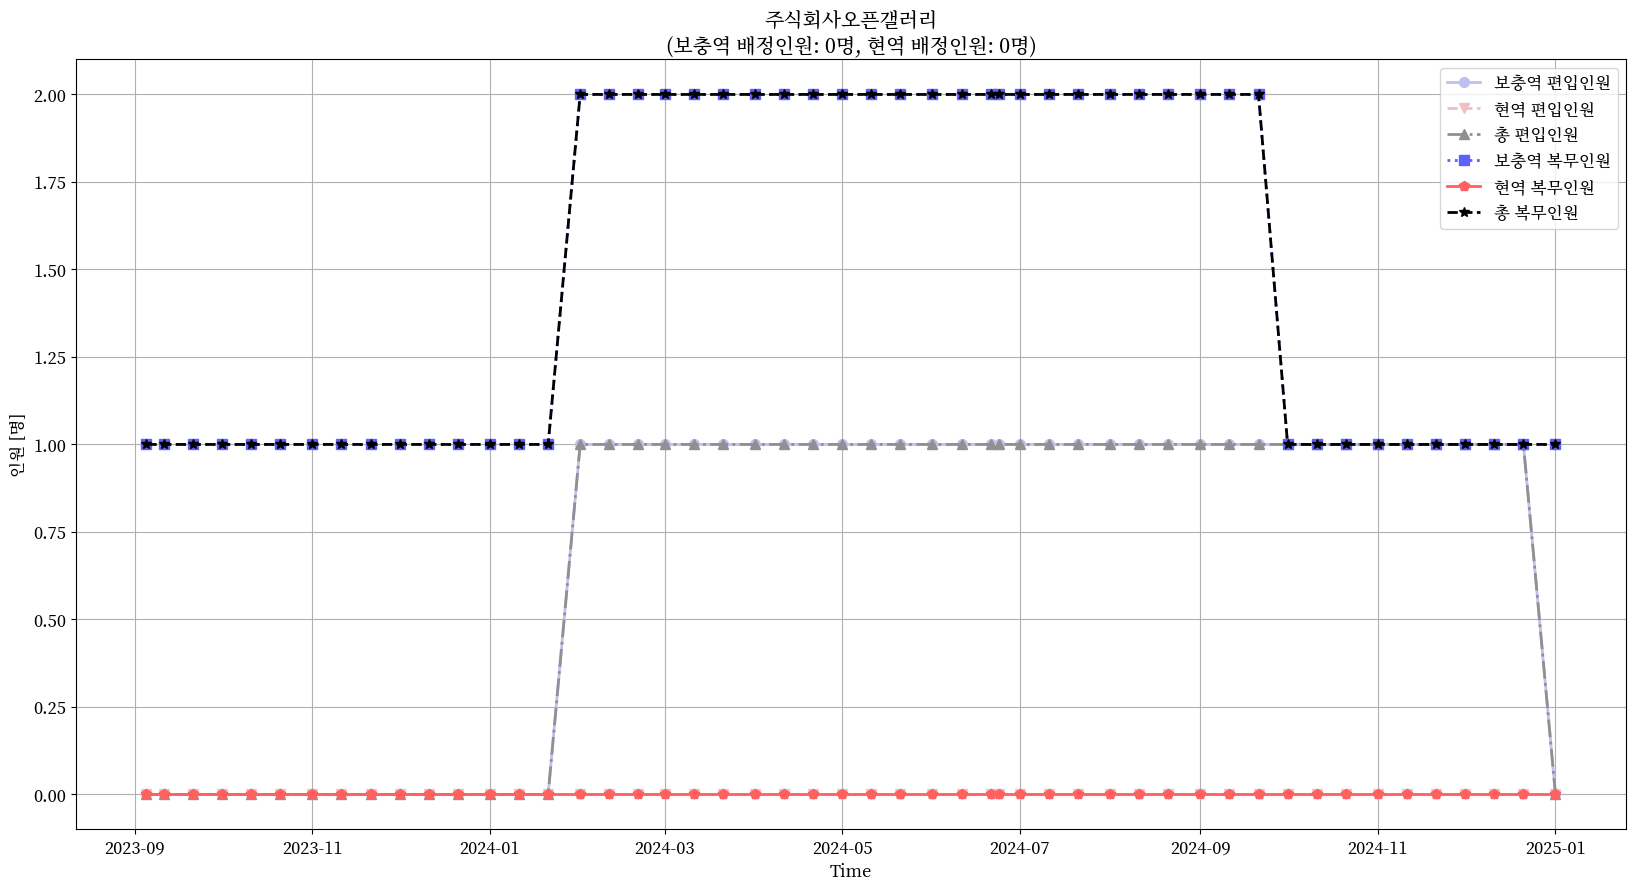 주식회사오픈갤러리
(보충역 배정인원: 0명, 현역 배정인원: 0명)
보충역 편입인원
현역 편입인원
총 편입인원
보충역 복무인원
현역 복무인원
총 복무인원
2.00
1.75
1.50
1.25
1.00
0.75
0.50
0.25
0.00
인원 [명]
2023-09
2023-11
2024-01
2024-03
2024-05
2024-07
2024-09
2024-11
2025-01
Time